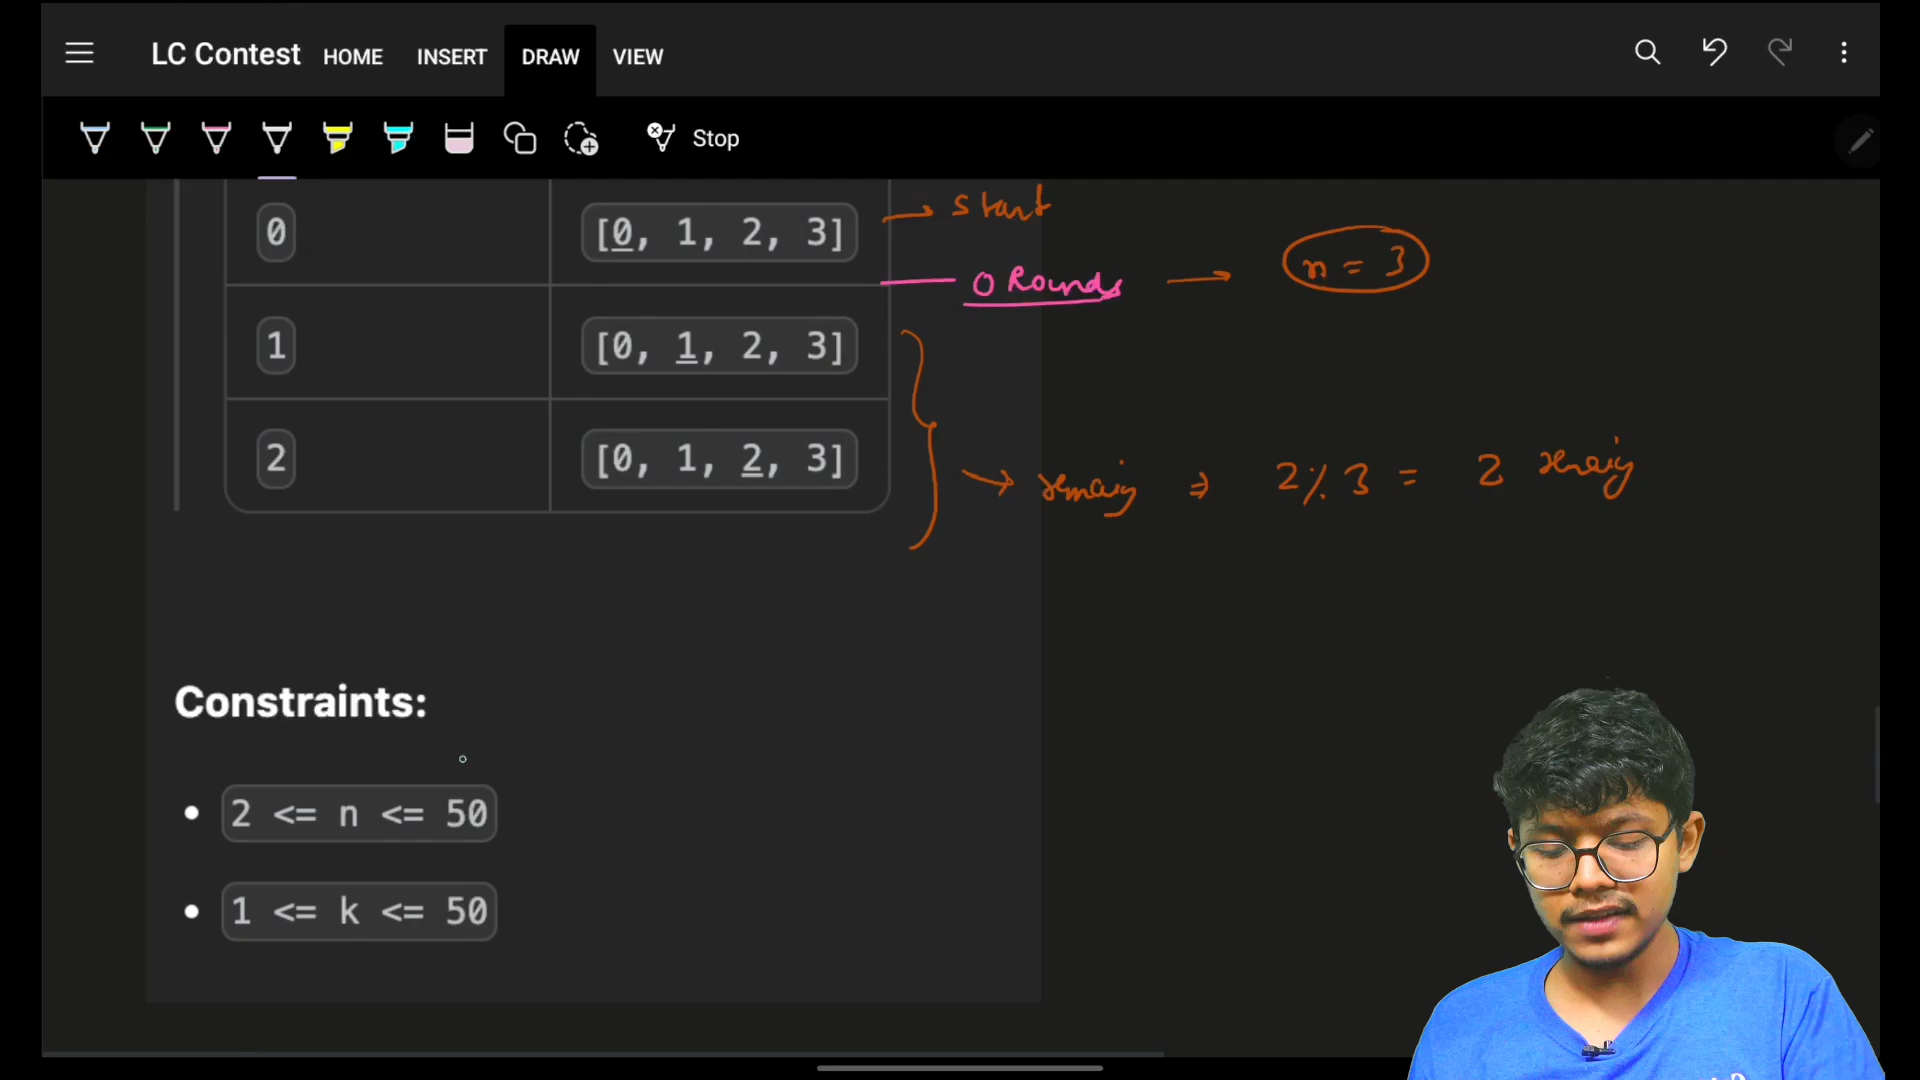 LC Contest HOME INSERT DRAW VIEW
Stop
0 [0, 1, 2, 3] → start
0 Rounds → n = 3
1 [0, 1, 2, 3]
2 [0, 1, 2, 3]
→ ⇒ 2 % 3 = 2
Constraints:
• 2 <= n <= 50
• 1 <= k <= 50